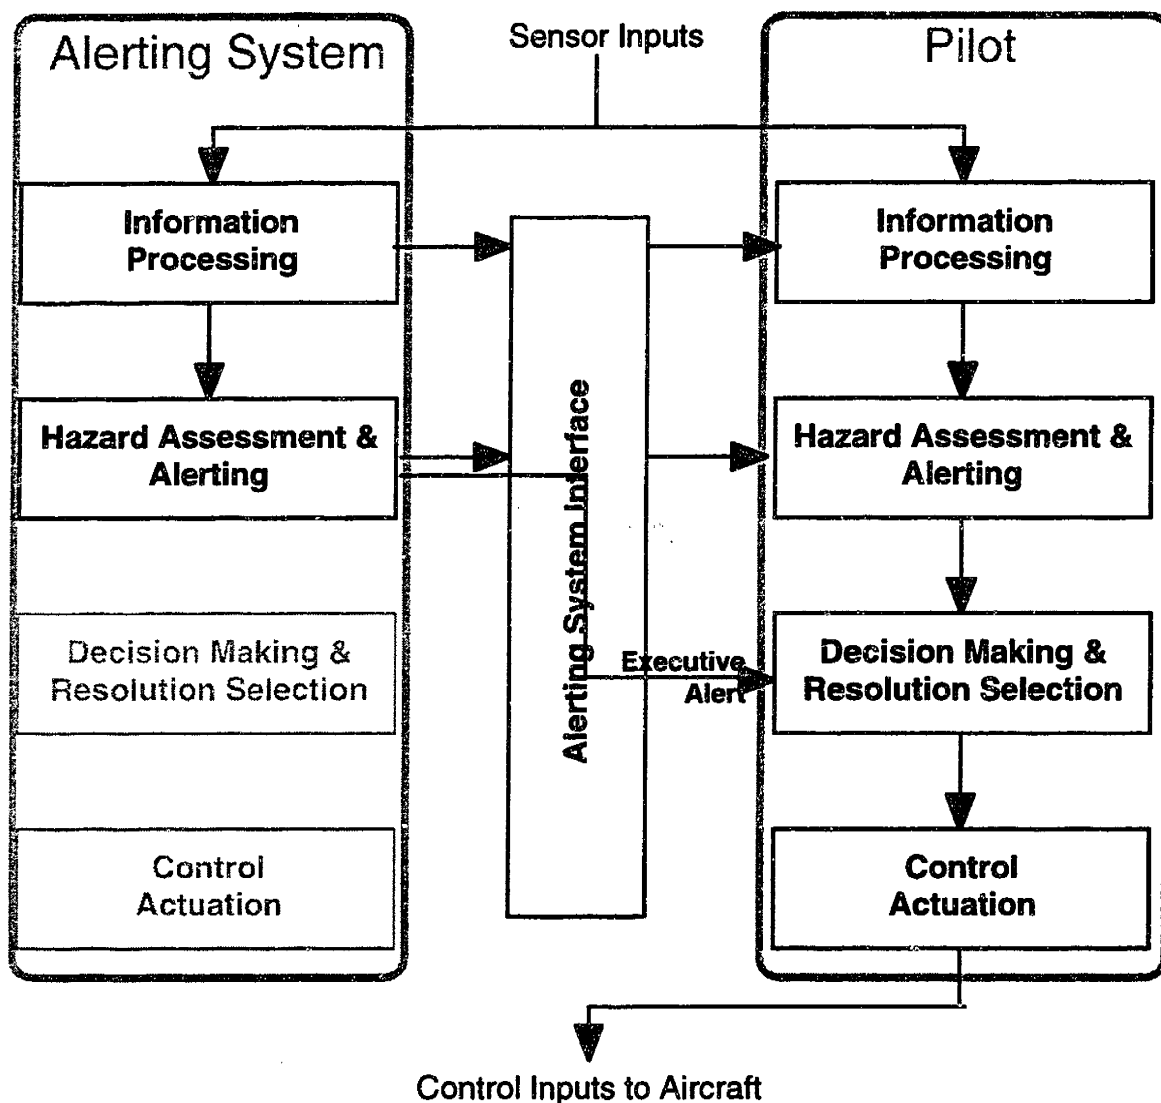 Sensor Inputs
Alerting System
Information
Processing
Hazard Assessment &
Alerting
Decision Making &
Resolution Selection
Control
Actuation
Alerting System Interface
Executive
Alert
Pilot
Information
Processing
Hazard Assessment &
Alerting
Decision Making &
Resolution Selection
Control
Actuation
Control Inputs to Aircraft